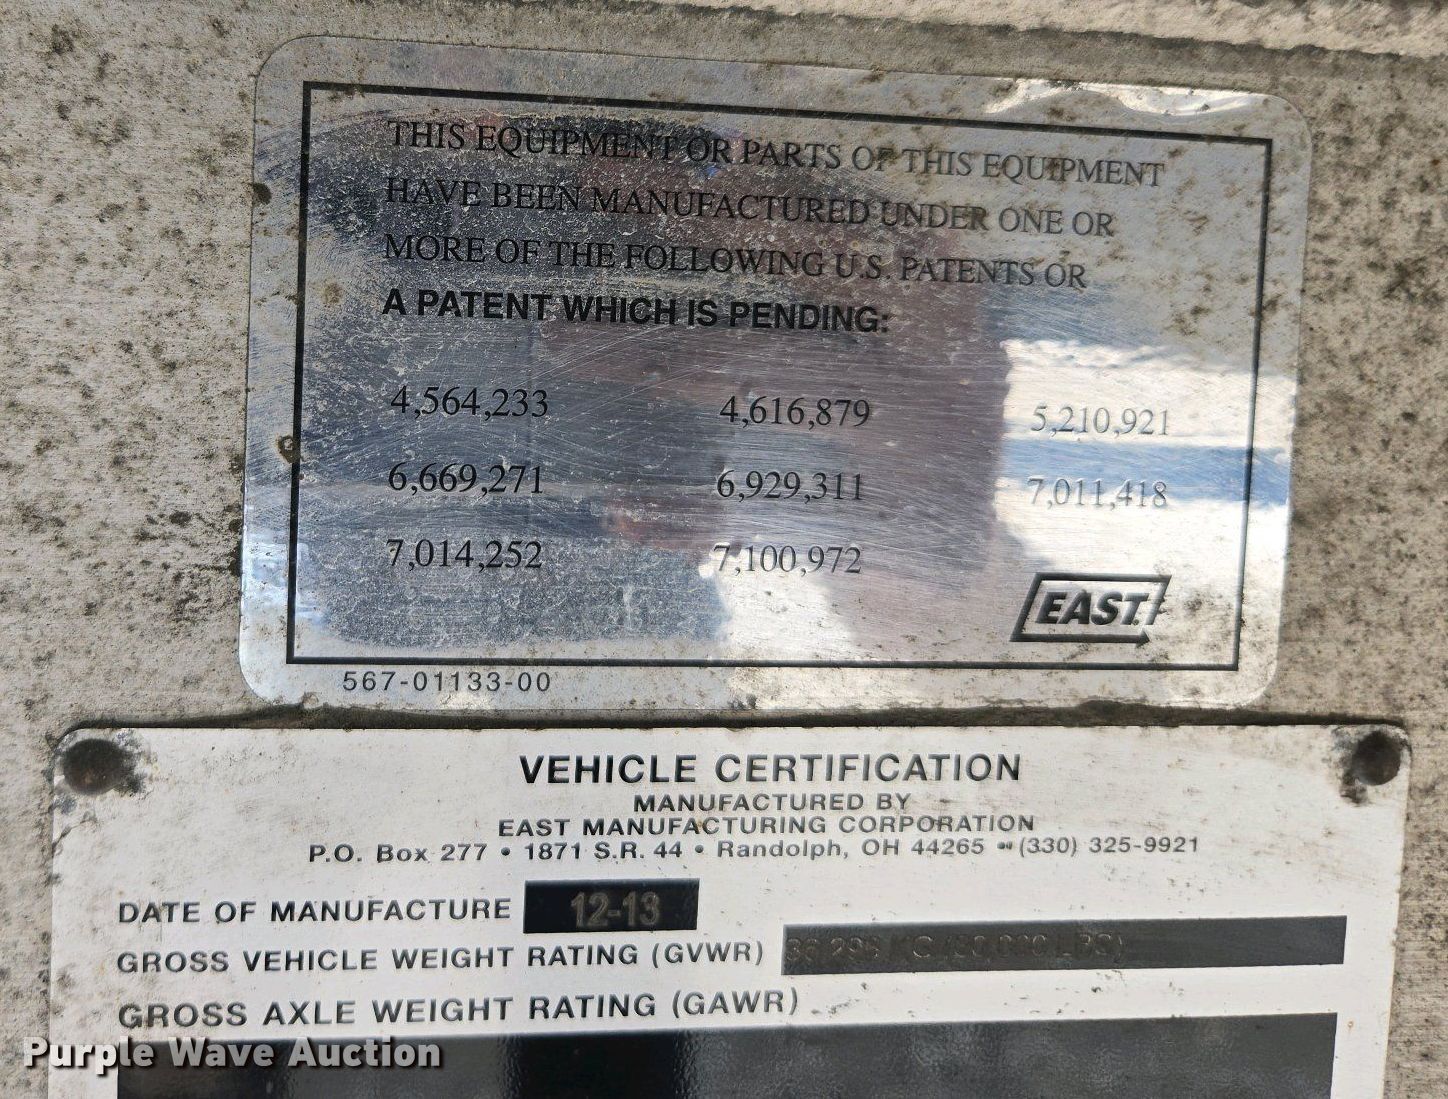 THIS EQUIPMENT OR PARTS OF THIS EQUIPMENT
HAVE BEEN MANUFACTURED UNDER ONE OR
MORE OF THE FOLLOWING U.S. PATENTS OR
A PATENT WHICH IS PENDING:
4,564,233 4,616,879 5,210,921
6,669,271 6,929,311 7,011,418
7,014,252 7,100,972
EAST
567-01133-00
VEHICLE CERTIFICATION
MANUFACTURED BY
EAST MANUFACTURING CORPORATION
P.O. Box 277 • 1871 S.R. 44 • Randolph, OH 44265 • (330) 325-9921
DATE OF MANUFACTURE 12-13
GROSS VEHICLE WEIGHT RATING (GVWR) KG LBS)
GROSS AXLE WEIGHT RATING (GAWR)
Purple Wave Auction